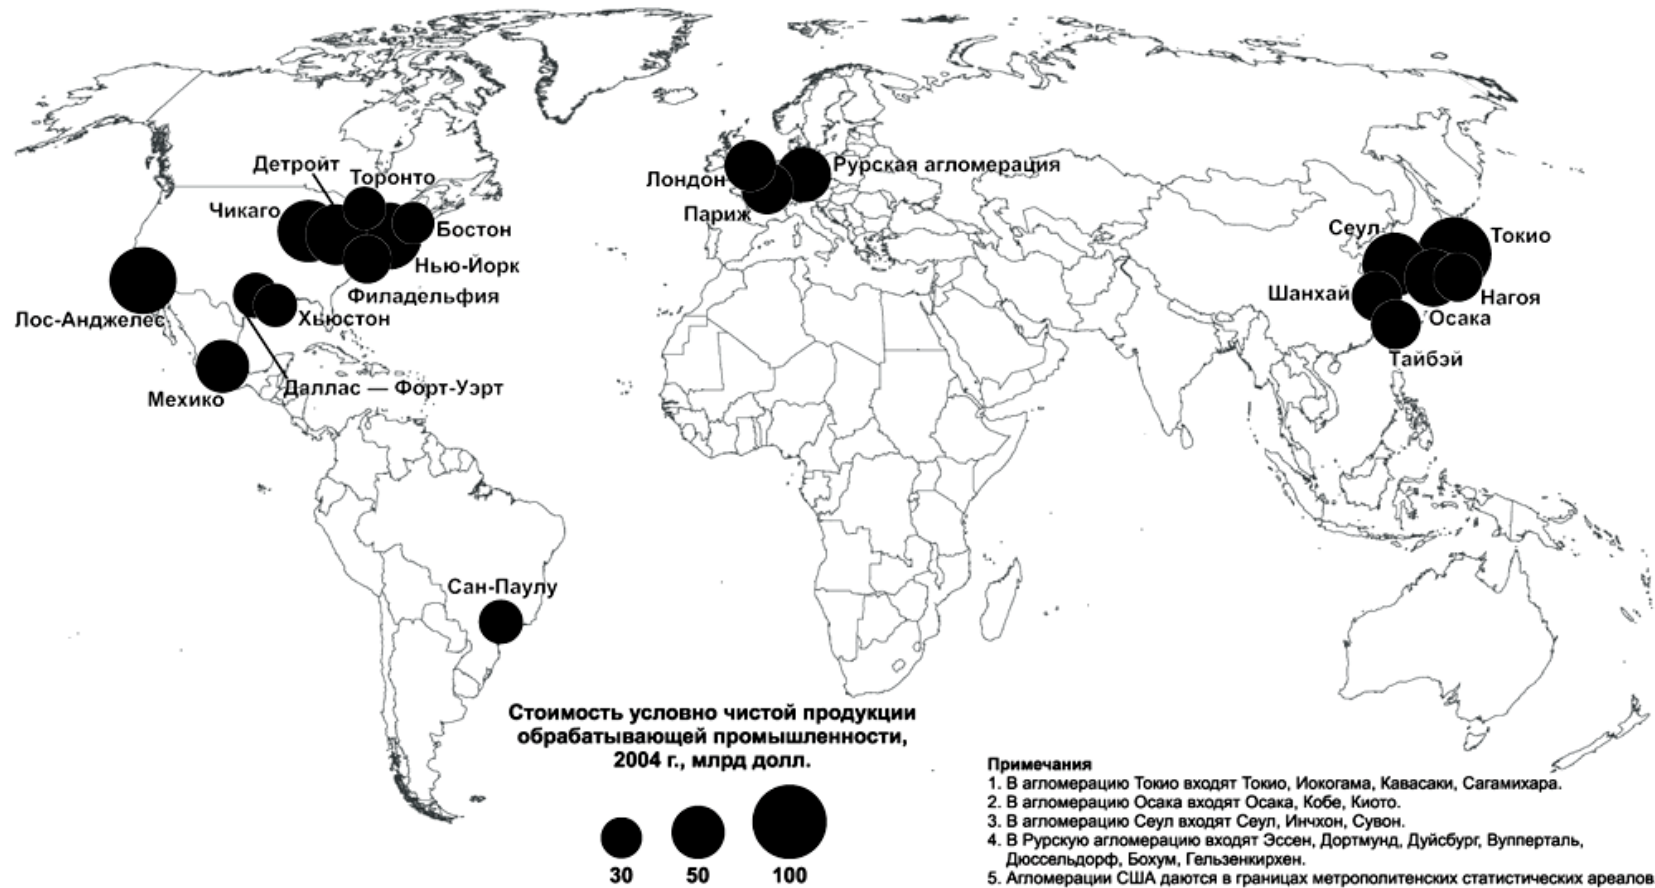 Детройт
Торонто
Чикаго
Бостон
Нью-Йорк
Филадельфия
Лос-Анджелес
Хьюстон
Даллас — Форт-Уэрт
Мехико
Сан-Паулу
Лондон
Рурская агломерация
Париж
Сеул
Токио
Шанхай
Нагоя
Осака
Тайбэй
Стоимость условно чистой продукции
обрабатывающей промышленности,
2004 г., млрд долл.
30 50 100
Примечания
1. В агломерацию Токио входят Токио, Иокогама, Кавасаки, Сагамихара.
2. В агломерацию Осака входят Осака, Кобе, Киото.
3. В агломерацию Сеул входят Сеул, Инчхон, Сувон.
4. В Рурскую агломерацию входят Эссен, Дортмунд, Дуйсбург, Вупперталь,
Дюссельдорф, Бохум, Гельзенкирхен.
5. Агломерации США даются в границах метрополитенских статистических ареалов